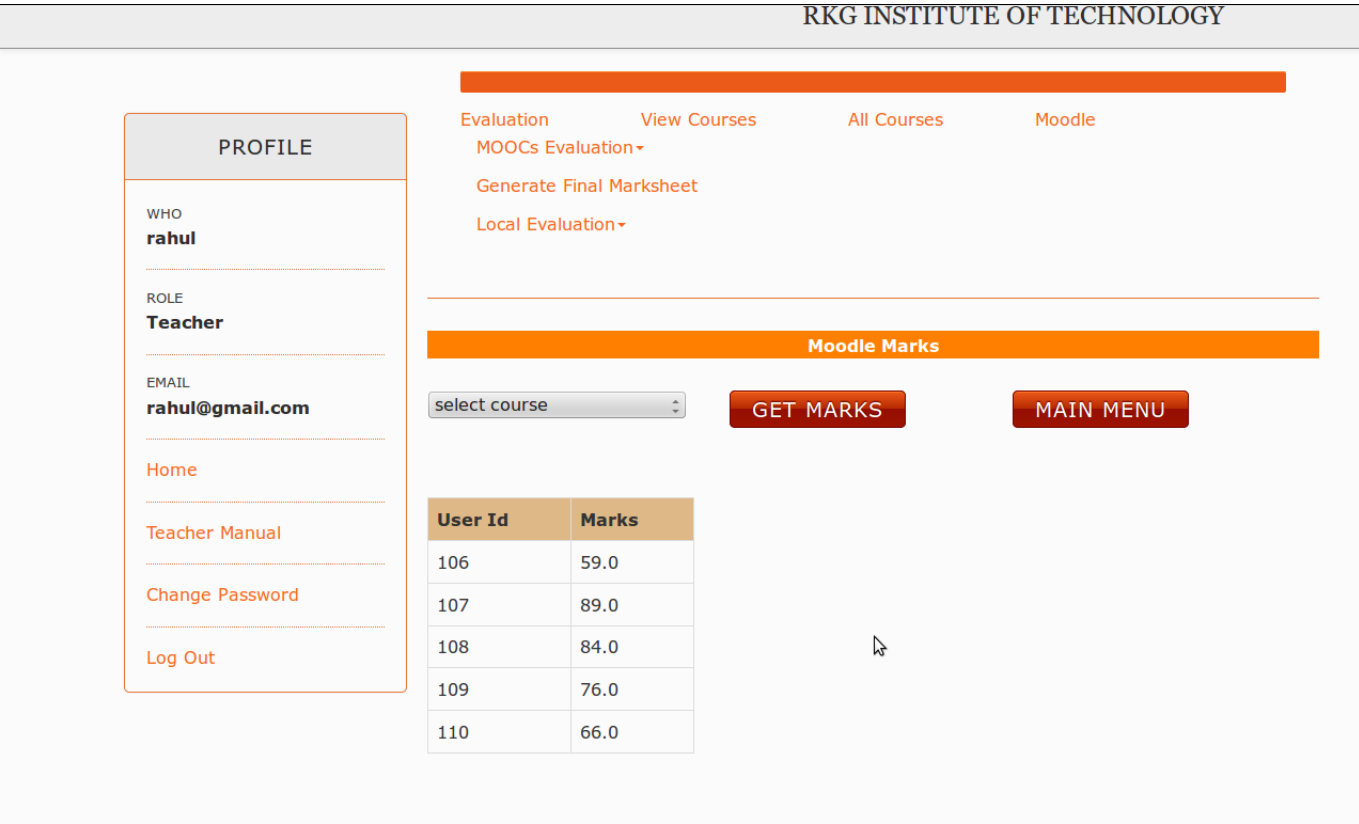 RKG INSTITUTE OF TECHNOLOGY
PROFILE
WHO
rahul
ROLE
Teacher
EMAIL
rahul@gmail.com
Home
Teacher Manual
Change Password
Log Out
Evaluation View Courses All Courses Moodle
MOOCs Evaluation
Generate Final Marksheet
Local Evaluation
Moodle Marks
select course GET MARKS MAIN MENU
User Id Marks
106 59.0
107 89.0
108 84.0
109 76.0
110 66.0